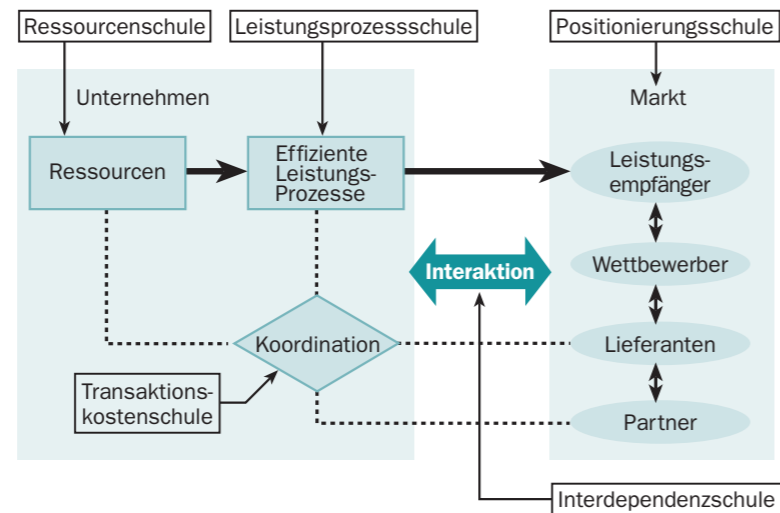 Ressourcenschule
Leistungsprozessschule
Positionierungsschule
Unternehmen
Markt
Ressourcen
Effiziente
Leistungs-
Prozesse
Leistungs-
empfänger
Interaktion
Wettbewerber
Koordination
Lieferanten
Transaktions-
kostenschule
Partner
Interdependenzschule